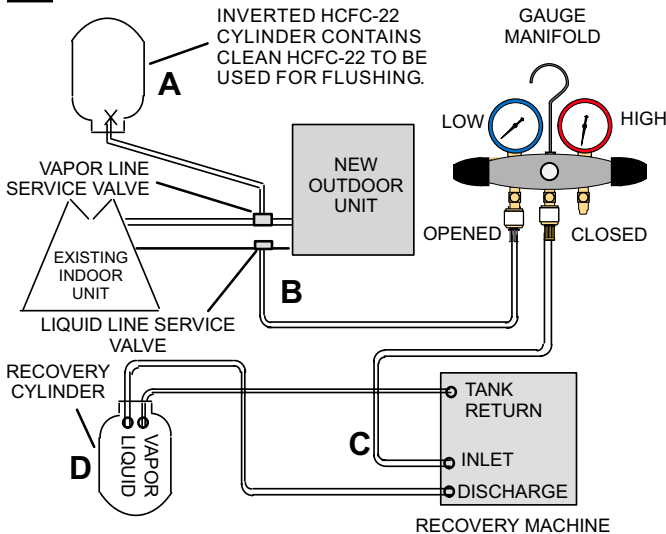 INVERTED HCFC-22
CYLINDER CONTAINS
CLEAN HCFC-22 TO BE
USED FOR FLUSHING.
A
GAUGE
MANIFOLD
LOW
HIGH
VAPOR LINE
SERVICE VALVE
NEW
OUTDOOR
UNIT
OPENED
CLOSED
EXISTING
INDOOR
UNIT
B
LIQUID LINE SERVICE
VALVE
RECOVERY
CYLINDER
TANK
RETURN
C
D
LIQUID
VAPOR
INLET
DISCHARGE
RECOVERY MACHINE